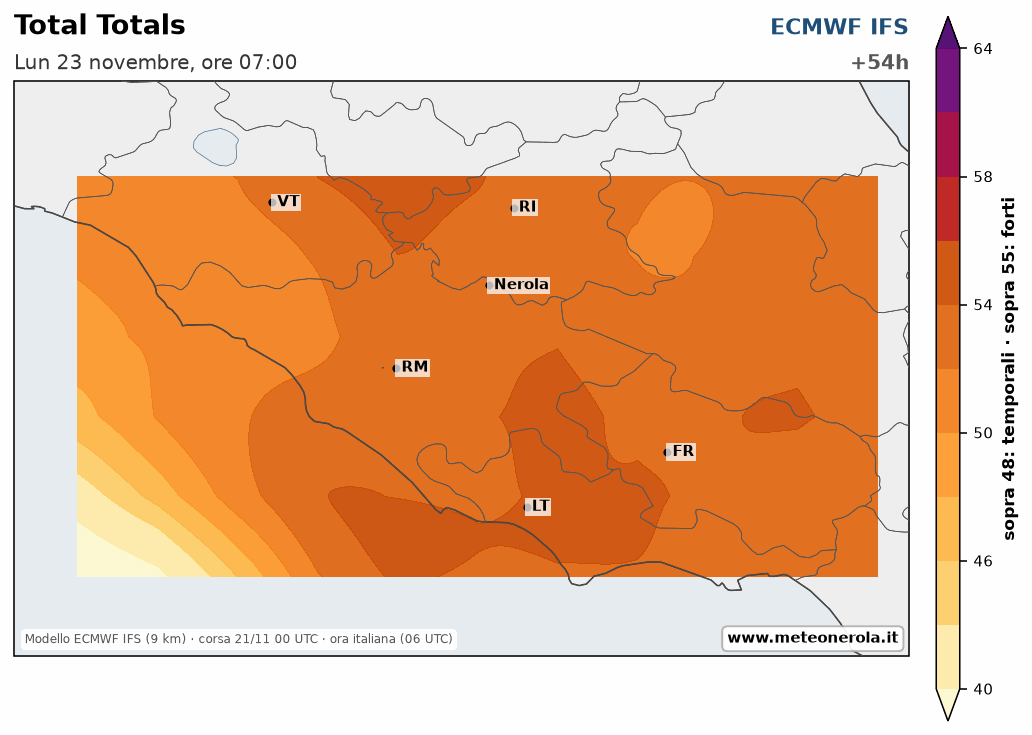 Total Totals
ECMWF IFS
Lun 23 novembre, ore 07:00
+54h
VT
RI
Nerola
RM
FR
LT
64
58
54
50
46
40
sopra 48: temporali · sopra 55: forti
Modello ECMWF IFS (9 km) · corsa 21/11 00 UTC · ora italiana (06 UTC)
www.meteonerola.it